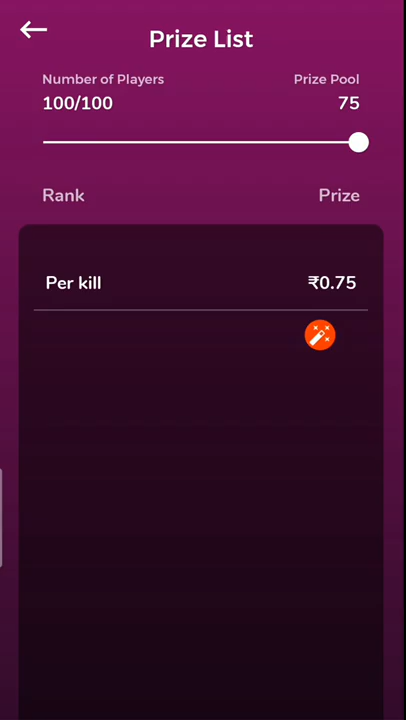 Prize List
Number of Players
Prize Pool
100/100
75
Rank
Prize
Per kill
₹0.75